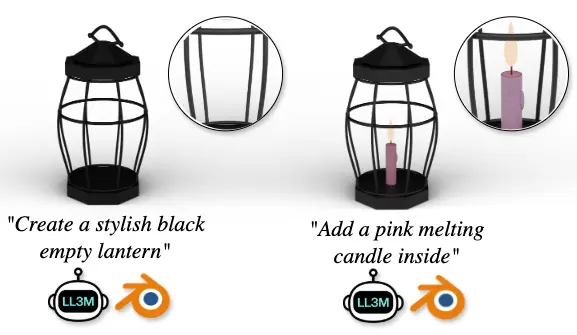 "Create a stylish black
empty lantern"
LL3M
"Add a pink melting
candle inside"
LL3M